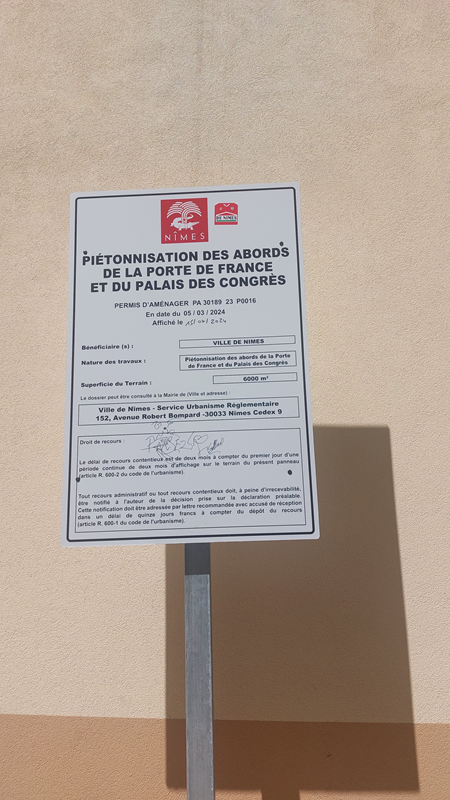 NÎMES
DE NIMES
PIÉTONNISATION DES ABORDS
DE LA PORTE DE FRANCE
ET DU PALAIS DES CONGRÈS
PERMIS D'AMÉNAGER PA 30189 23 P0016
En date du 05 / 03 / 2024
Affiché le
Bénéficiaire (s) : VILLE DE NIMES
Nature des travaux : Piétonnisation des abords de la Porte
de France et du Palais des Congrès
Superficie du Terrain : 6000 m²
Le dossier peut être consulté à la Mairie de (Ville et adresse) :
Ville de Nîmes - Service Urbanisme Réglementaire
152, Avenue Robert Bompard -30033 Nîmes Cedex 9
Droit de recours :
Le délai de recours contentieux est de deux mois à compter du premier jour d'une
période continue de deux mois d'affichage sur le terrain du présent panneau
(article R. 600-2 du code de l'urbanisme).
Tout recours administratif ou tout recours contentieux doit, à peine d'irrecevabilité,
être notifié à l'auteur de la décision prise sur la déclaration préalable.
Cette notification doit être adressée par lettre recommandée avec accusé de réception
dans un délai de quinze jours francs à compter du dépôt du recours
(article R. 600-1 du code de l'urbanisme).